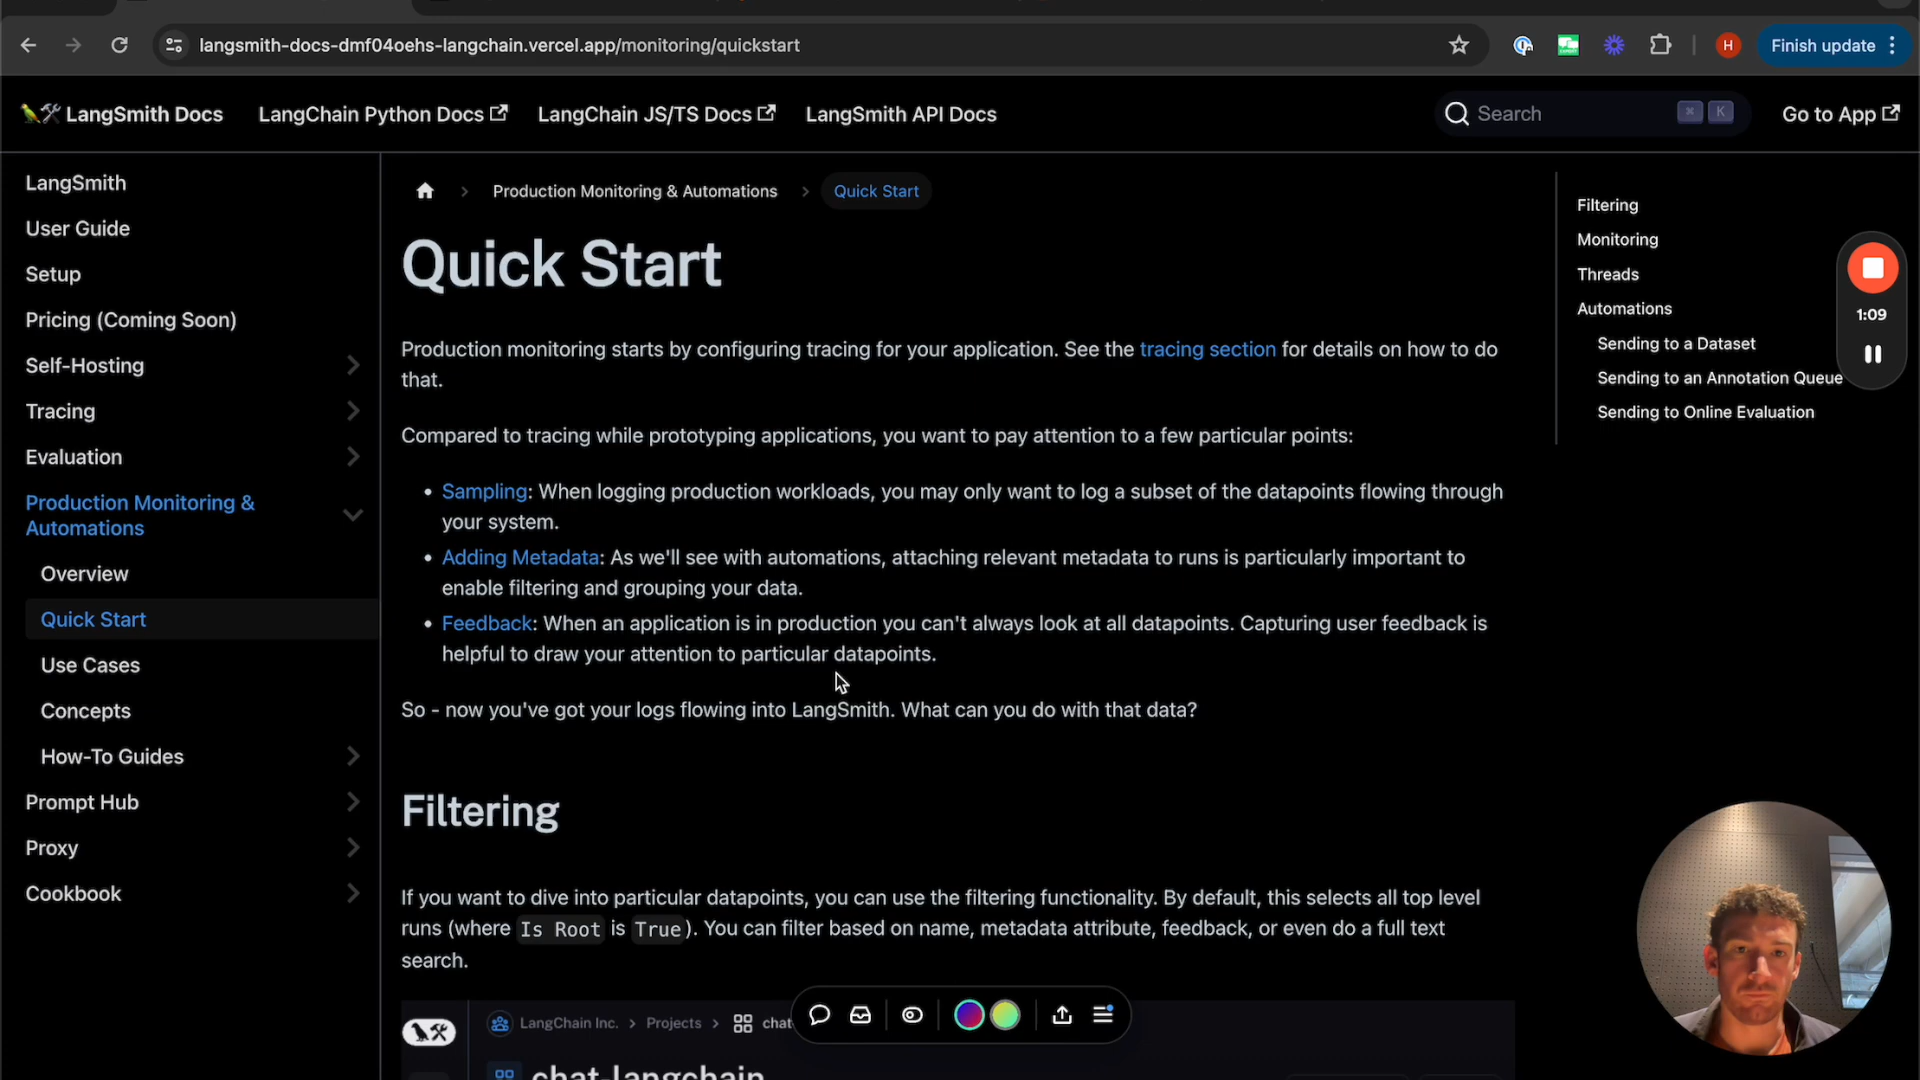 langsmith-docs-dmf04oehs-langchain.vercel.app/monitoring/quickstart
H
Finish update
LangSmith Docs
LangChain Python Docs
LangChain JS/TS Docs
LangSmith API Docs
Search
⌘ K
Go to App
LangSmith
User Guide
Setup
Pricing (Coming Soon)
Self-Hosting
Tracing
Evaluation
Production Monitoring &
Automations
Overview
Quick Start
Use Cases
Concepts
How-To Guides
Prompt Hub
Proxy
Cookbook
Production Monitoring & Automations
Quick Start
Quick Start
Production monitoring starts by configuring tracing for your application. See the tracing section for details on how to do
that.
Compared to tracing while prototyping applications, you want to pay attention to a few particular points:
• Sampling: When logging production workloads, you may only want to log a subset of the datapoints flowing through
your system.
• Adding Metadata: As we'll see with automations, attaching relevant metadata to runs is particularly important to
enable filtering and grouping your data.
• Feedback: When an application is in production you can't always look at all datapoints. Capturing user feedback is
helpful to draw your attention to particular datapoints.
So - now you've got your logs flowing into LangSmith. What can you do with that data?
Filtering
If you want to dive into particular datapoints, you can use the filtering functionality. By default, this selects all top level
runs (where Is Root is True). You can filter based on name, metadata attribute, feedback, or even do a full text
search.
LangChain Inc. > Projects > chat
chat-langchain
Filtering
Monitoring
Threads
Automations
Sending to a Dataset
Sending to an Annotation Queue
Sending to Online Evaluation
1:09